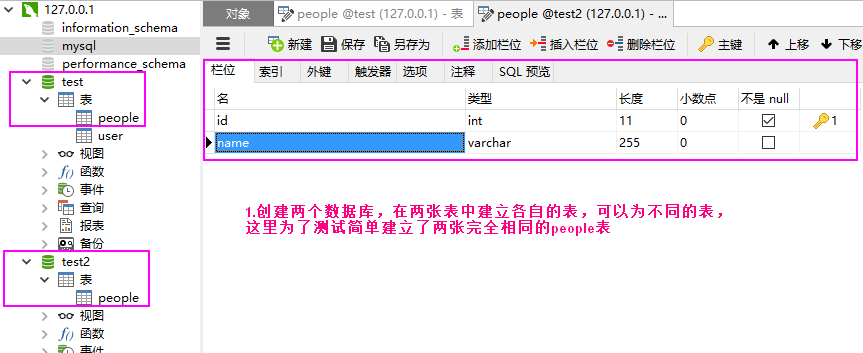 127.0.0.1
information_schema
mysql
performance_schema
test
表
people
user
视图
函数
事件
查询
报表
备份
test2
表
people
视图
函数
事件
对象
people @test (127.0.0.1) - 表
people @test2 (127.0.0.1) - ...
新建 保存 另存为 添加栏位 插入栏位 删除栏位 主键 上移 下移
栏位 索引 外键 触发器 选项 注释 SQL 预览
名 类型 长度 小数点 不是 null
id int 11 0 1
name varchar 255 0
1.创建两个数据库，在两张表中建立各自的表，可以为不同的表，
这里为了测试简单建立了两张完全相同的people表